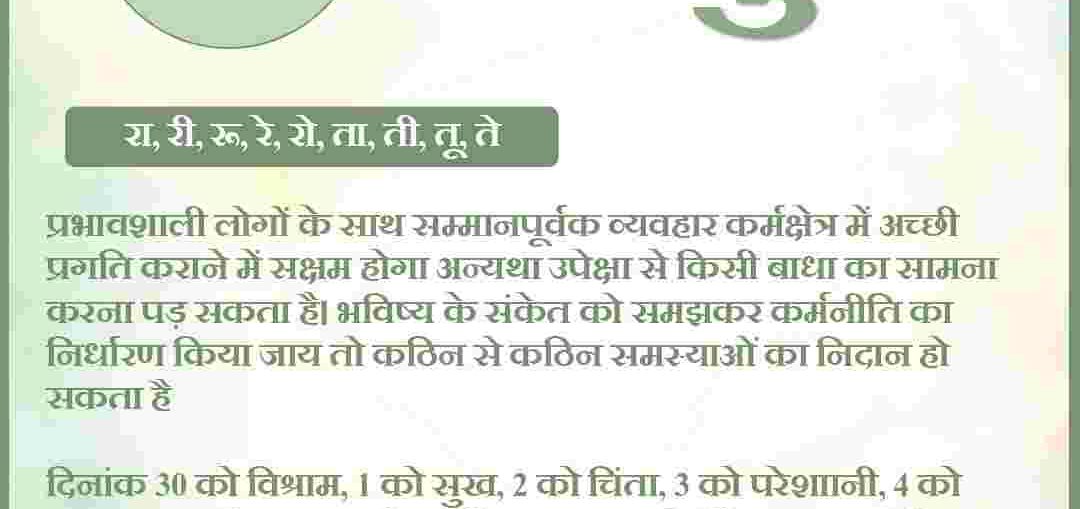 रा, री, रू, रे, रो, ता, ती, तू, ते
प्रभावशाली लोगों के साथ सम्मानपूर्वक व्यवहार कर्मक्षेत्र में अच्छी
प्रगति कराने में सक्षम होगा अन्यथा उपेक्षा से किसी बाधा का सामना
करना पड़ सकता है। भविष्य के संकेत को समझकर कर्मनीति का
निर्धारण किया जाय तो कठिन से कठिन समस्याओं का निदान हो
सकता है
दिनांक 30 को विश्राम, 1 को सुख, 2 को चिंता, 3 को परेशाानी, 4 को